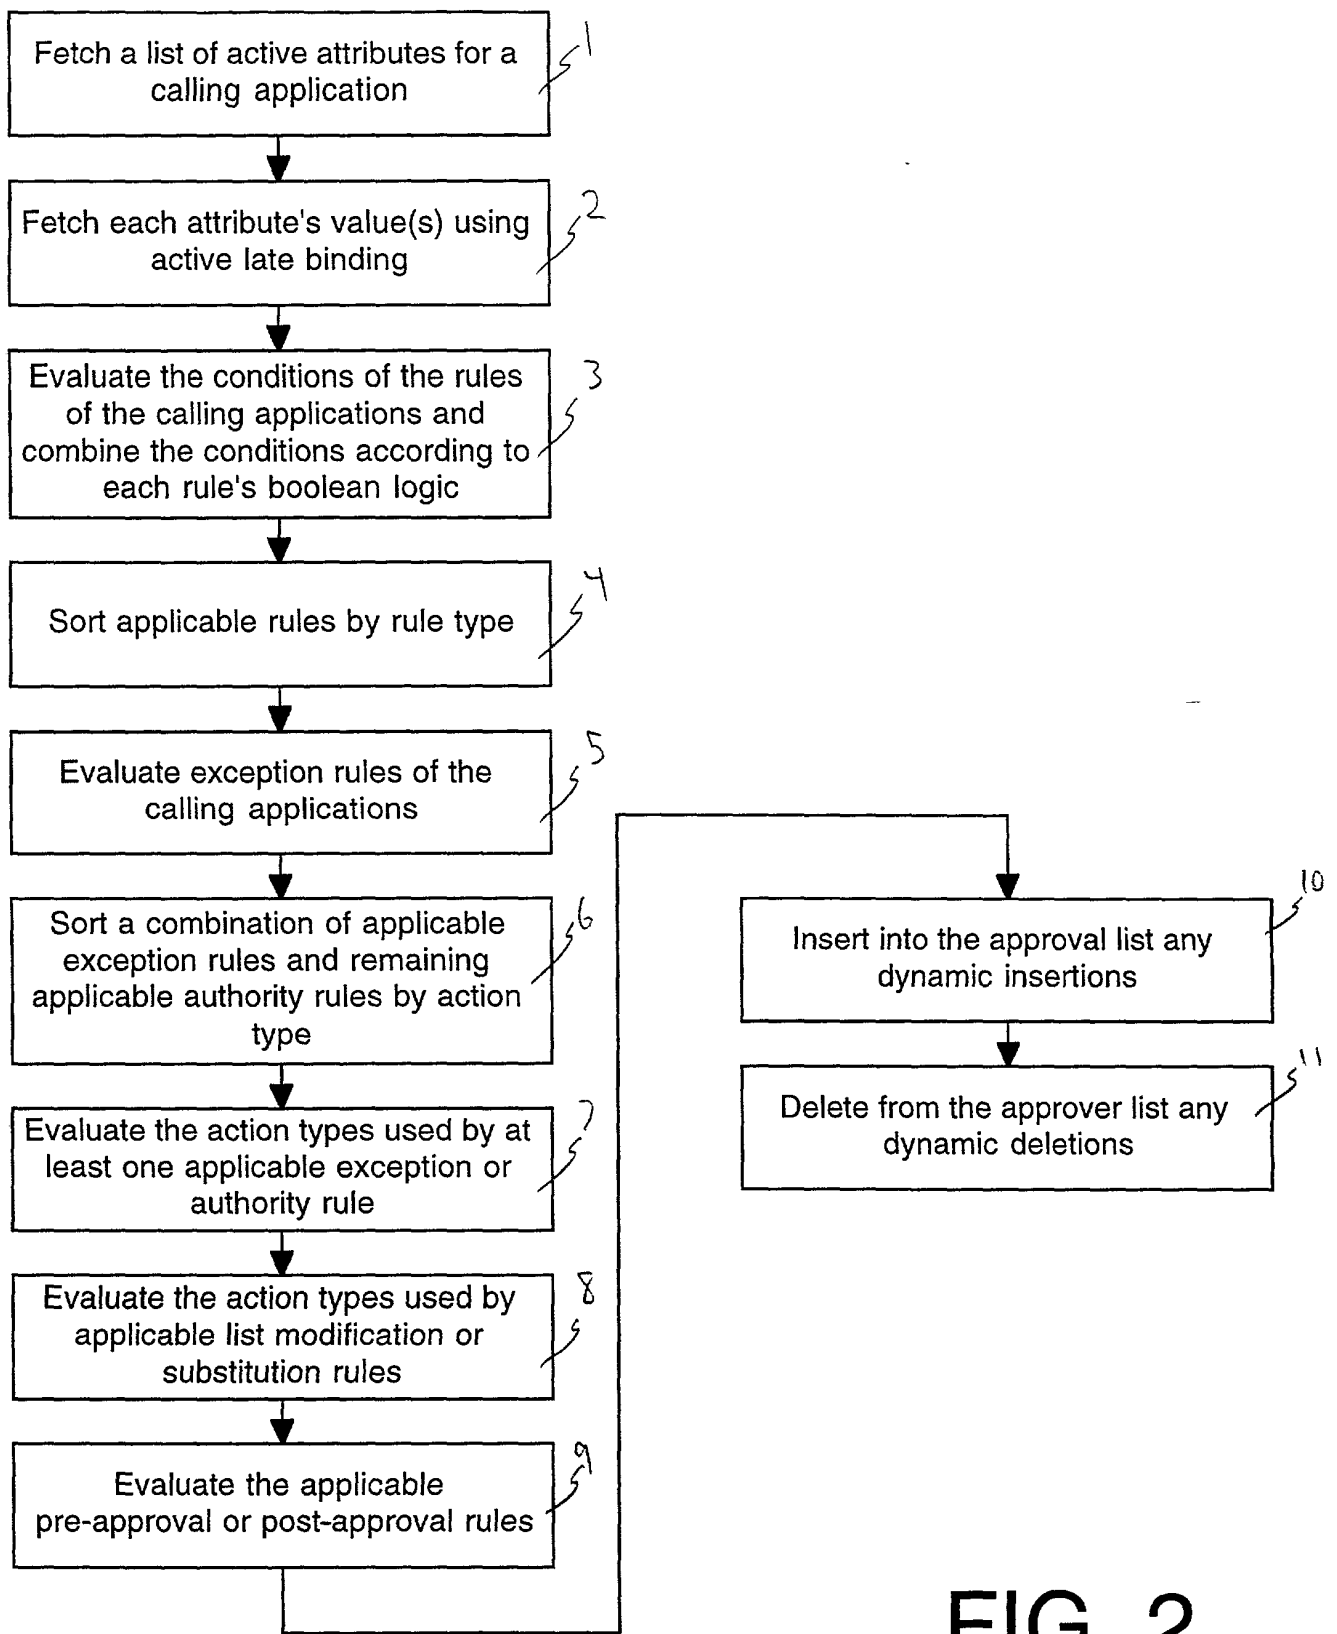 Fetch a list of active attributes for a
calling application
1
Fetch each attribute's value(s) using
active late binding
2
Evaluate the conditions of the rules
of the calling applications and
combine the conditions according to
each rule's boolean logic
3
Sort applicable rules by rule type
4
Evaluate exception rules of the
calling applications
5
Sort a combination of applicable
exception rules and remaining
applicable authority rules by action
type
6
Evaluate the action types used by at
least one applicable exception or
authority rule
7
Evaluate the action types used by
applicable list modification or
substitution rules
8
Evaluate the applicable
pre-approval or post-approval rules
9
Insert into the approval list any
dynamic insertions
10
Delete from the approver list any
dynamic deletions
11
FIG. 2